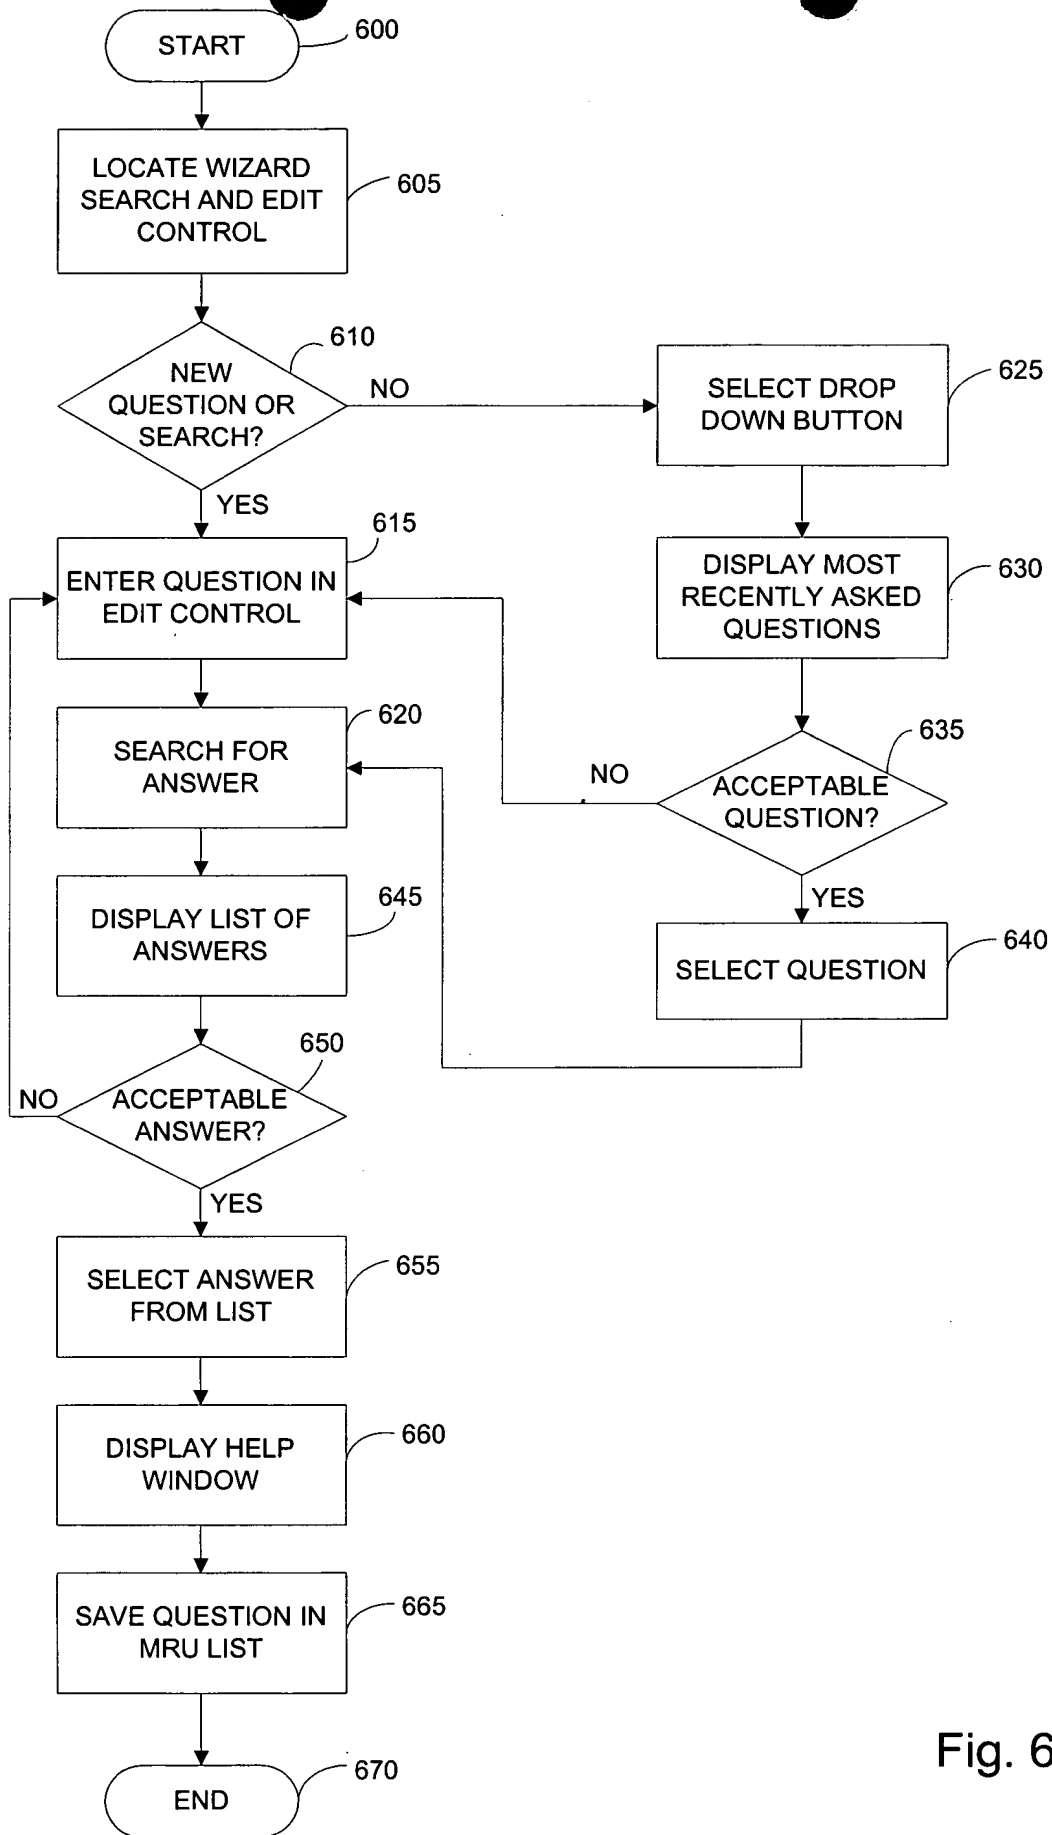 START
600
LOCATE WIZARD
SEARCH AND EDIT
CONTROL
605
610
NEW
QUESTION OR
SEARCH?
NO
YES
SELECT DROP
DOWN BUTTON
625
615
ENTER QUESTION IN
EDIT CONTROL
DISPLAY MOST
RECENTLY ASKED
QUESTIONS
630
620
SEARCH FOR
ANSWER
635
ACCEPTABLE
QUESTION?
NO
YES
645
DISPLAY LIST OF
ANSWERS
SELECT QUESTION
640
650
ACCEPTABLE
ANSWER?
NO
YES
SELECT ANSWER
FROM LIST
655
DISPLAY HELP
WINDOW
660
SAVE QUESTION IN
MRU LIST
665
END
670
Fig. 6